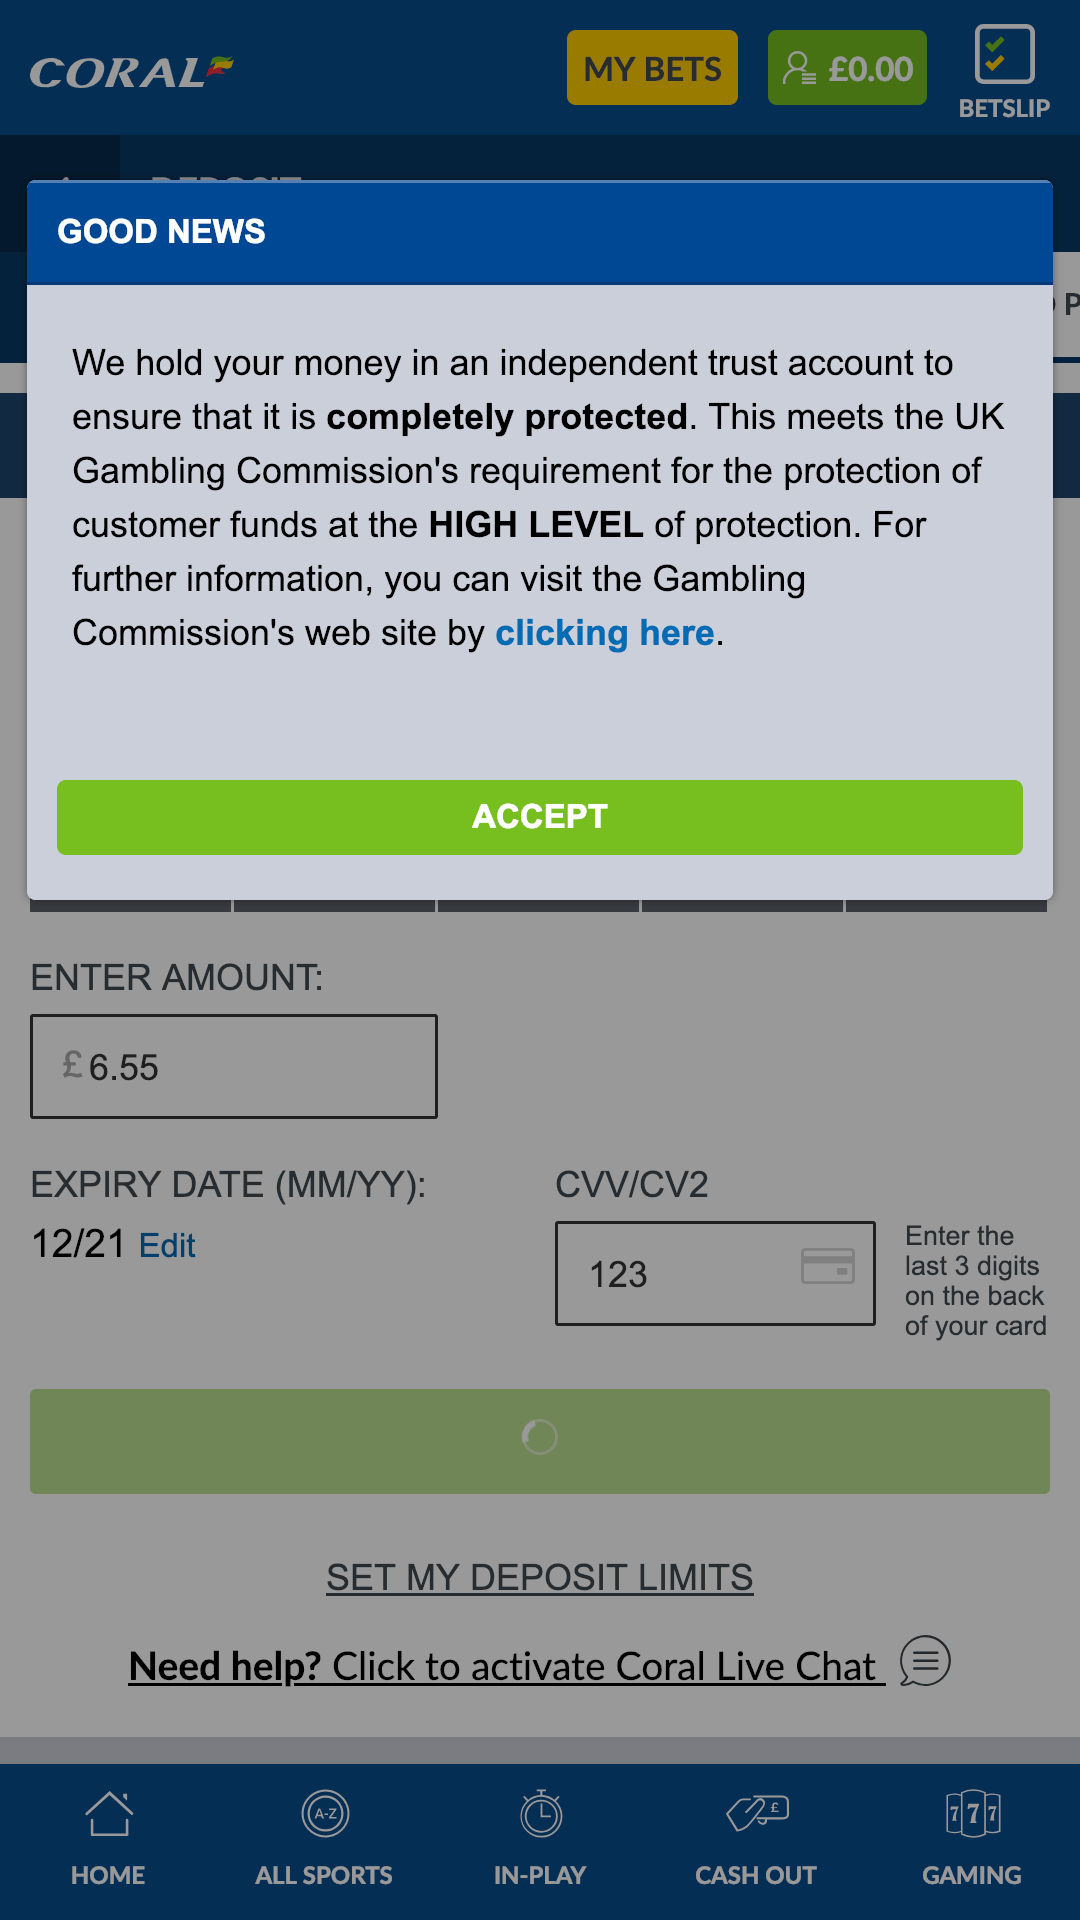 CORAL
MY BETS
£0.00
BETSLIP
DEPOSIT
GOOD NEWS
We hold your money in an independent trust account to
ensure that it is completely protected. This meets the UK
Gambling Commission's requirement for the protection of
customer funds at the HIGH LEVEL of protection. For
further information, you can visit the Gambling
Commission's web site by clicking here.
ACCEPT
ENTER AMOUNT:
£ 6.55
EXPIRY DATE (MM/YY):
12/21 Edit
CVV/CV2
123
Enter the
last 3 digits
on the back
of your card
SET MY DEPOSIT LIMITS
Need help? Click to activate Coral Live Chat
A-Z
£
7 7 7
HOME
ALL SPORTS
IN-PLAY
CASH OUT
GAMING